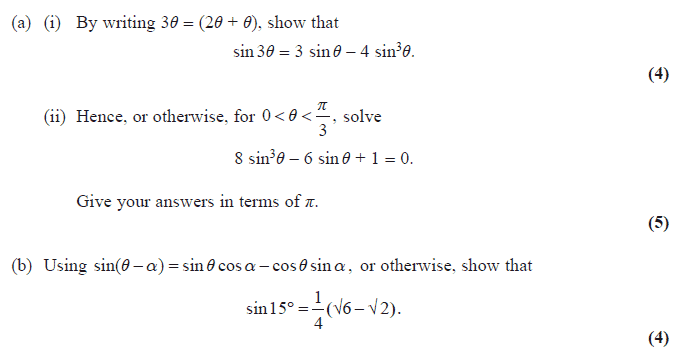 (a) (i) By writing 3θ = (2θ + θ), show that
sin 3θ = 3 sin θ – 4 sin³θ.
(4)
(ii) Hence, or otherwise, for 0 < θ < π/3, solve
8 sin³θ – 6 sin θ + 1 = 0.
Give your answers in terms of π.
(5)
(b) Using sin(θ – α) = sin θ cos α – cos θ sin α, or otherwise, show that
sin 15° = 1/4 (√6 – √2).
(4)